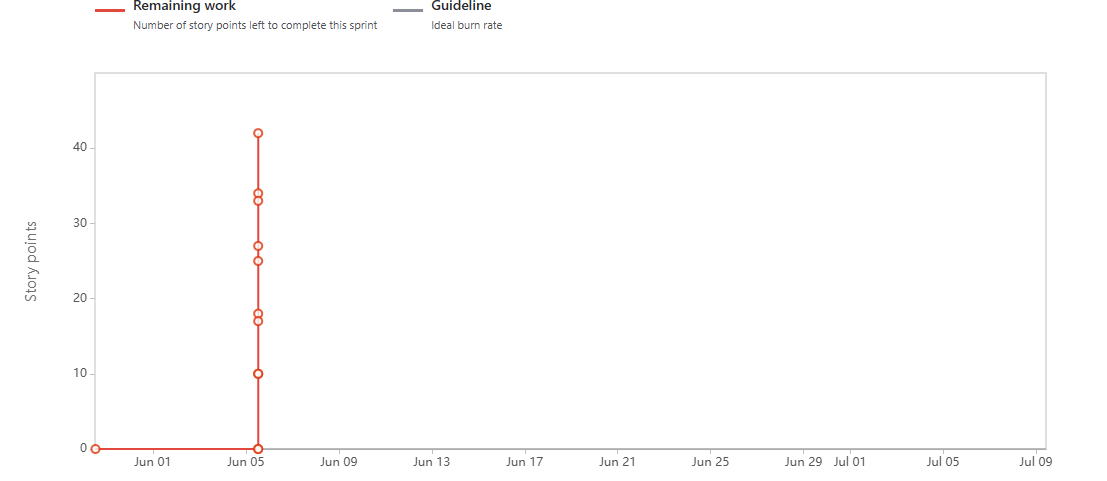 Remaining work
Number of story points left to complete this sprint
Guideline
Ideal burn rate
Story points
40
30
20
10
0
Jun 01
Jun 05
Jun 09
Jun 13
Jun 17
Jun 21
Jun 25
Jun 29
Jul 01
Jul 05
Jul 09